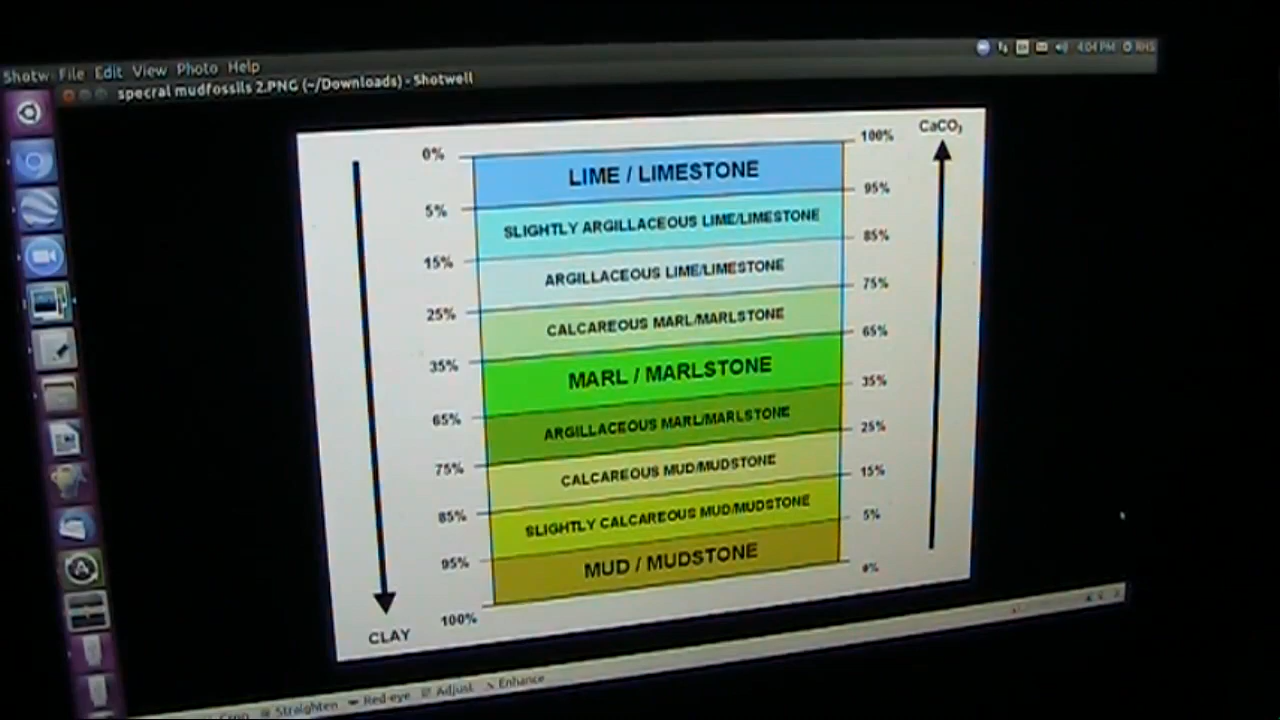 Shotw File Edit View Photo Help
4:04 PM RHS
specral mudfossils 2.PNG (~/Downloads) - Shotwell
CaCO3
0%
100%
LIME / LIMESTONE
5%
95%
SLIGHTLY ARGILLACEOUS LIME/LIMESTONE
15%
85%
ARGILLACEOUS LIME/LIMESTONE
25%
75%
CALCAREOUS MARL/MARLSTONE
35%
65%
MARL / MARLSTONE
65%
35%
ARGILLACEOUS MARL/MARLSTONE
75%
25%
CALCAREOUS MUD/MUDSTONE
85%
15%
SLIGHTLY CALCAREOUS MUD/MUDSTONE
95%
5%
MUD / MUDSTONE
100%
0%
CLAY
Crop Straighten Red-eye Adjust Enhance